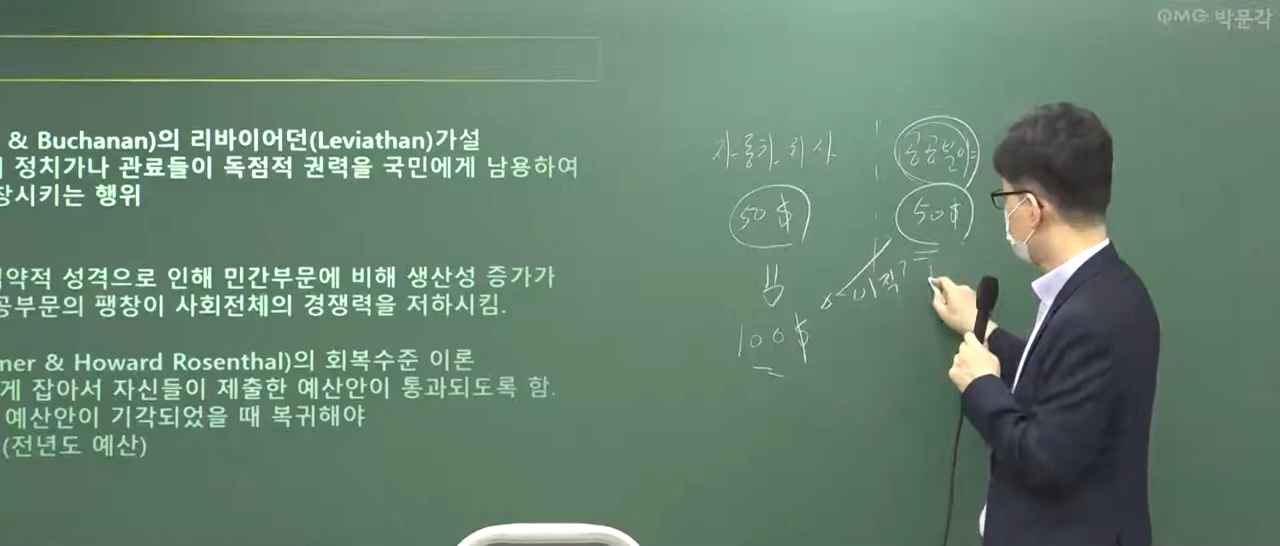 QMG 박문각
& Buchanan)의 리바이어던(Leviathan)가설
정치가나 관료들이 독점적 권력을 국민에게 남용하여
장시키는 행위
약적 성격으로 인해 민간부문에 비해 생산성 증가가
공부문의 팽창이 사회전체의 경쟁력을 저하시킴.
mer & Howard Rosenthal)의 회복수준 이론
게 잡아서 자신들이 제출한 예산안이 통과되도록 함.
예산안이 기각되었을 때 복귀해야
(전년도 예산)
자동차 회사
50$
100$
50$
이직?